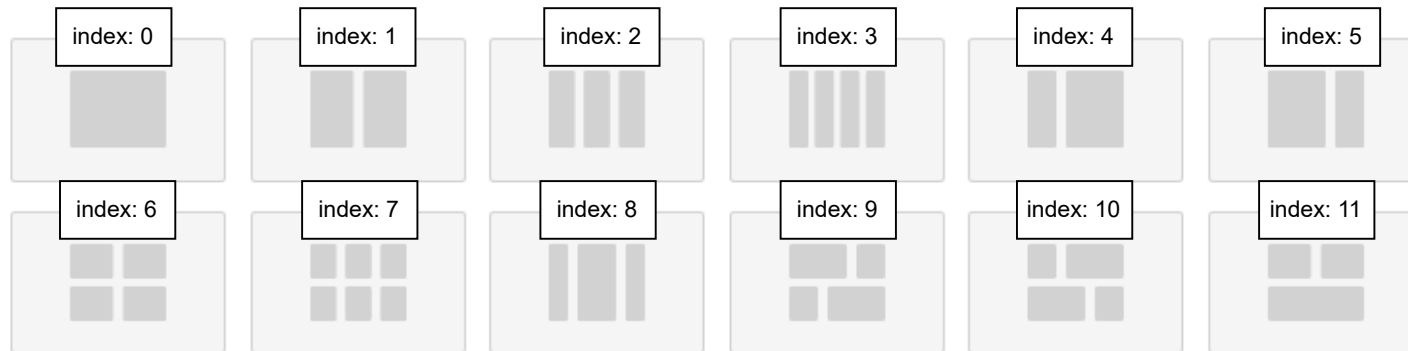 index: 0
index: 1
index: 2
index: 3
index: 4
index: 5
index: 6
index: 7
index: 8
index: 9
index: 10
index: 11